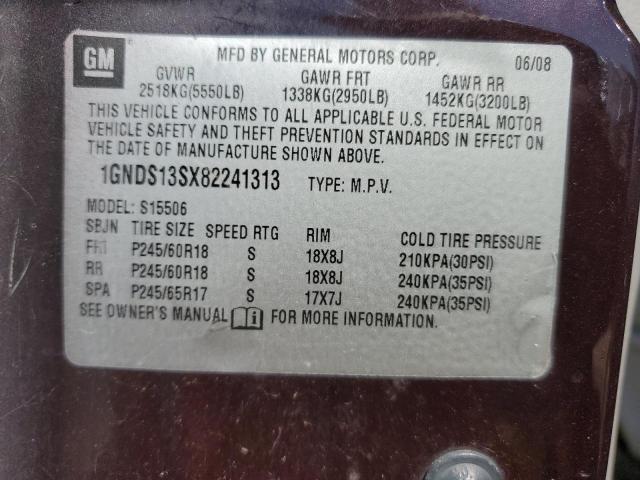 GM
MFD BY GENERAL MOTORS CORP. 06/08
GVWR GAWR FRT GAWR RR
2518KG(5550LB) 1338KG(2950LB) 1452KG(3200LB)
THIS VEHICLE CONFORMS TO ALL APPLICABLE U.S. FEDERAL MOTOR
VEHICLE SAFETY AND THEFT PREVENTION STANDARDS IN EFFECT ON
THE DATE OF MANUFACTURE SHOWN ABOVE.
1GNDS13SX82241313 TYPE: M.P.V.
MODEL: S15506
SBJN TIRE SIZE SPEED RTG RIM COLD TIRE PRESSURE
FRT P245/60R18 S 18X8J 210KPA(30PSI)
RR P245/60R18 S 18X8J 240KPA(35PSI)
SPA P245/65R17 S 17X7J 240KPA(35PSI)
SEE OWNER'S MANUAL FOR MORE INFORMATION.